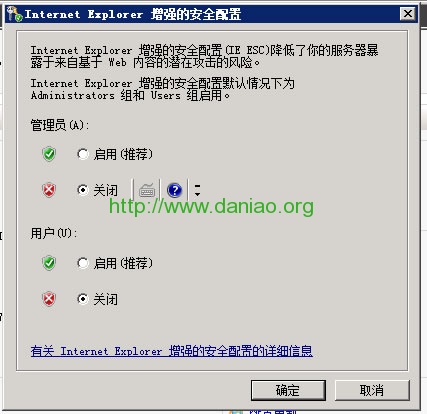 Internet Explorer 增强的安全配置
Internet Explorer 增强的安全配置(IE ESC)降低了你的服务器暴
露于来自基于 Web 内容的潜在攻击的风险。
Internet Explorer 增强的安全配置默认情况下为
Administrators 组和 Users 组启用。
管理员(A):
启用(推荐)
关闭
http://www.daniao.org
用户(U):
启用(推荐)
关闭
有关 Internet Explorer 增强的安全配置的详细信息
确定
取消